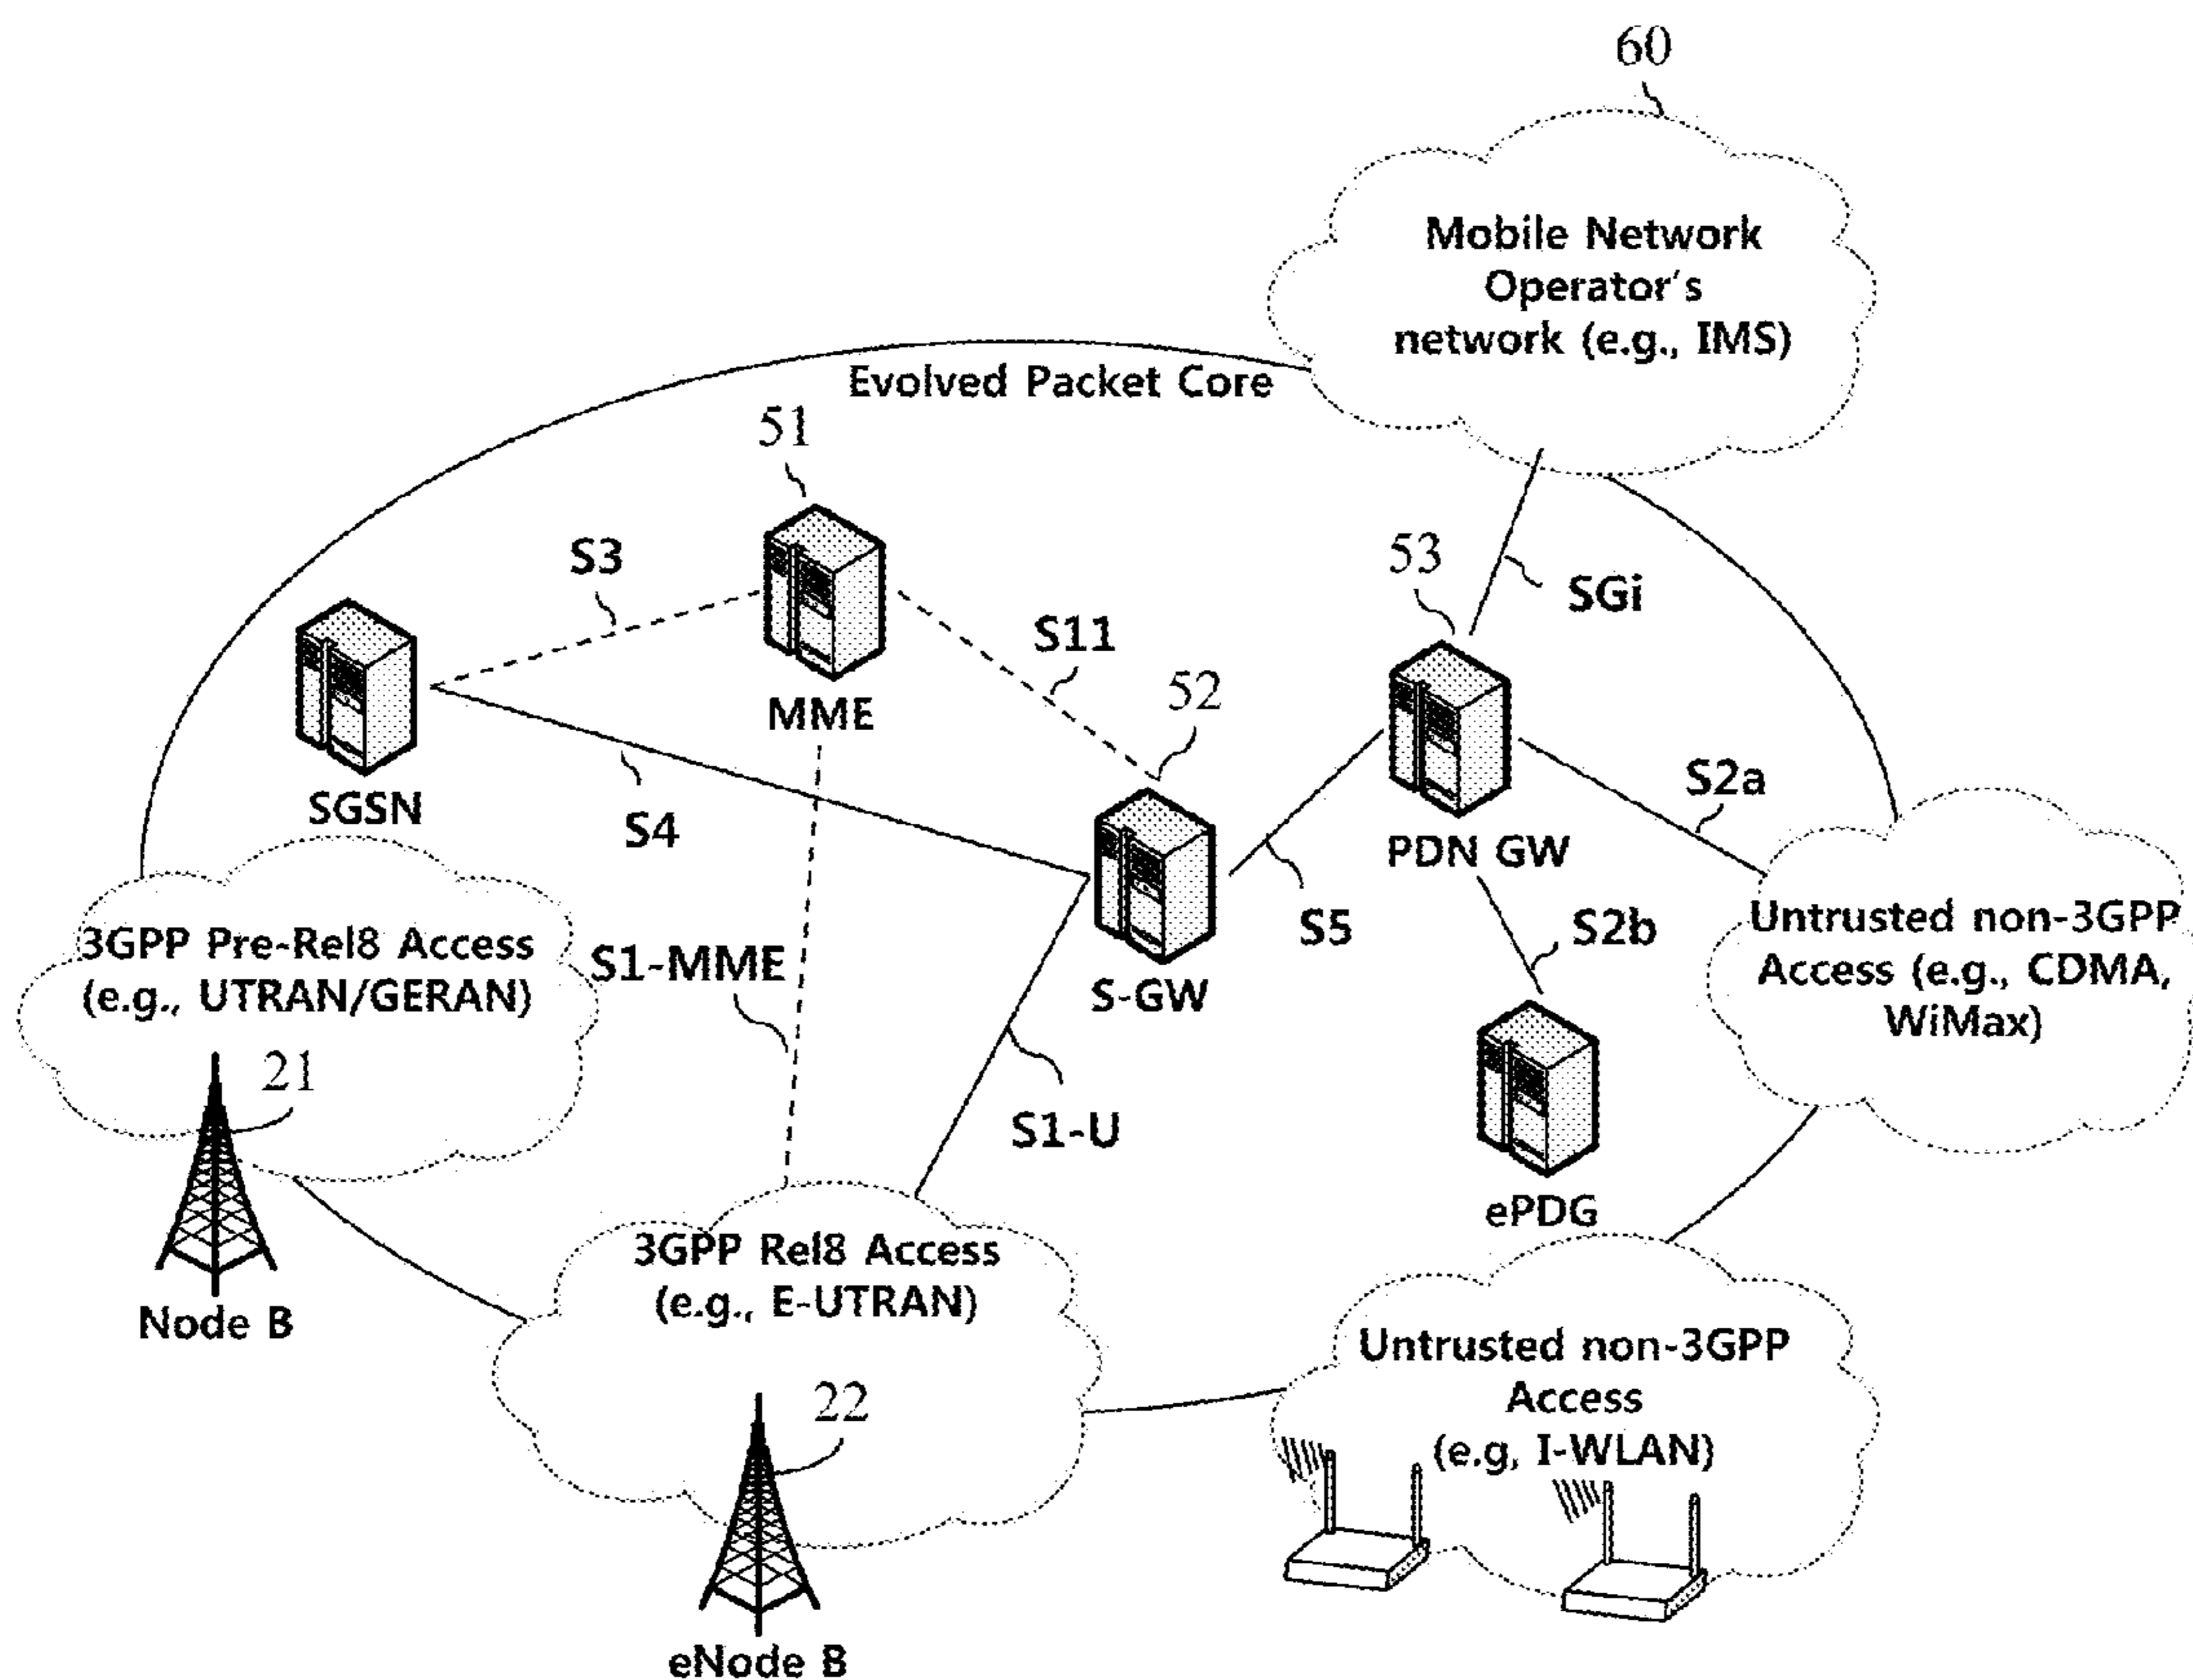 60
Mobile Network
Operator's
network (e.g., IMS)
Evolved Packet Core
51
S3
53
SGi
S11
52
MME
S2a
SGSN
S4
PDN GW
S5
S2b
3GPP Pre-Rel8 Access
(e.g., UTRAN/GERAN)
S1-MME
S-GW
Untrusted non-3GPP
Access (e.g., CDMA,
WiMax)
21
S1-U
ePDG
3GPP Rel8 Access
(e.g., E-UTRAN)
Node B
Untrusted non-3GPP
Access
(e.g, I-WLAN)
22
eNode B